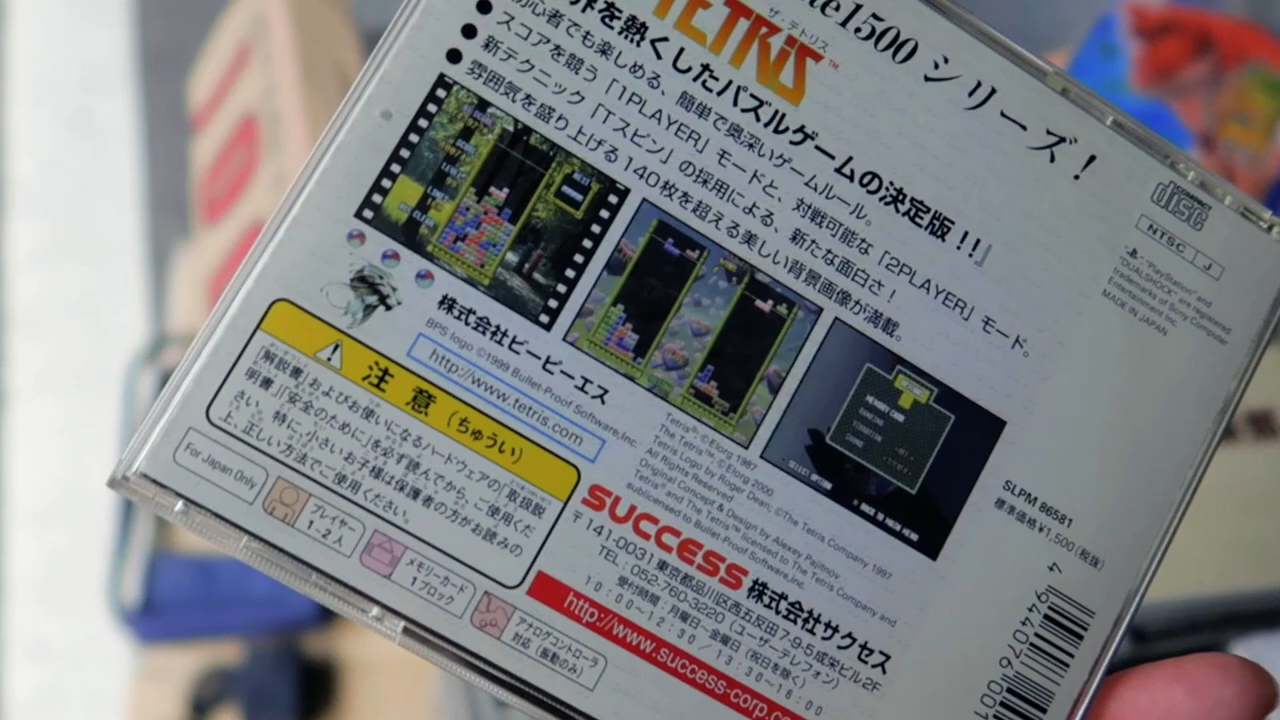 1500シリーズ!
ザ・テトリス
TETRIS™
を熱くしたパズルゲームの決定版!!』
心者でも楽しめる、簡単で奥深いゲームルール。
●スコアを競う「1PLAYER」モードと、対戦可能な「2PLAYER」モード。
●新テクニック「Tスピン」の採用による、新たな面白さ!
●雰囲気を盛り上げる140枚を超える美しい背景画像が満載。
COMPACT
disc
NTSC J
"PlayStation" and
"DUALSHOCK" are registered
trademarks of Sony Computer
Entertainment Inc.
MADE IN JAPAN
MEMORY CARD
株式会社ビーピーエス
BPS logo ©1999 Bullet-Proof Software,Inc.
http://www.tetris.com
Tetris®, ©Elorg 1987
The Tetris™, ©Elorg 2000
Tetris Logo by Roger Dean, ©The Tetris Company 1997
All Rights Reserved
Original Concept & Design by Alexey Pajitnov
Tetris® and The Tetris™ licensed to The Tetris Company and
sublicensed to Bullet-Proof Software,Inc.
注意(ちゅうい)
「解説書」およびお使いになるハードウェアの「取扱説
明書」「安全のために」を必ず読んでから、ご使用くだ
さい。特に、小さいお子様は保護者の方がお読みの
上、正しい方法でご使用ください。
For Japan Only
プレイヤー
1~2人
メモリーカード
1ブロック
アナログコントローラ
対応(振動のみ)
SUCCESS 株式会社サクセス
〒141-0031 東京都品川区西五反田7-9-5成栄ビル2F
TEL:052-760-3220(ユーザーテレフォン)
受付時間:月曜日~金曜日(祝日を除く)
10:00~12:30/13:30~16:00
http://www.success-corp.co
SLPM 86581
標準価格¥1,500(税抜)
4 944076 001